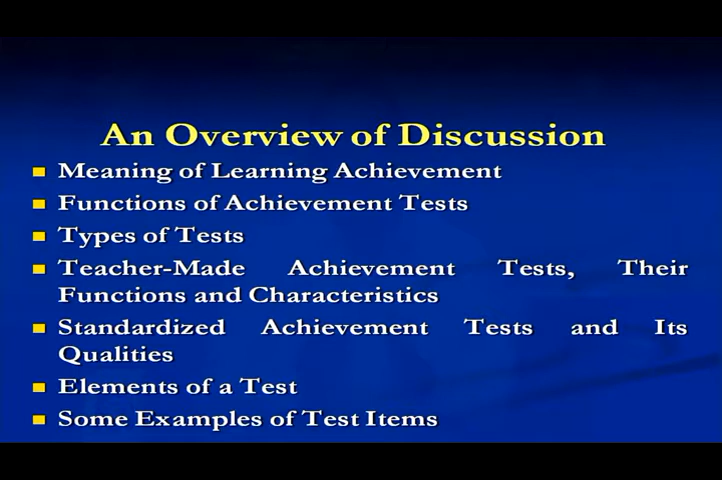 An Overview of Discussion
Meaning of Learning Achievement
Functions of Achievement Tests
Types of Tests
Teacher-Made Achievement Tests, Their
Functions and Characteristics
Standardized Achievement Tests and Its
Qualities
Elements of a Test
Some Examples of Test Items